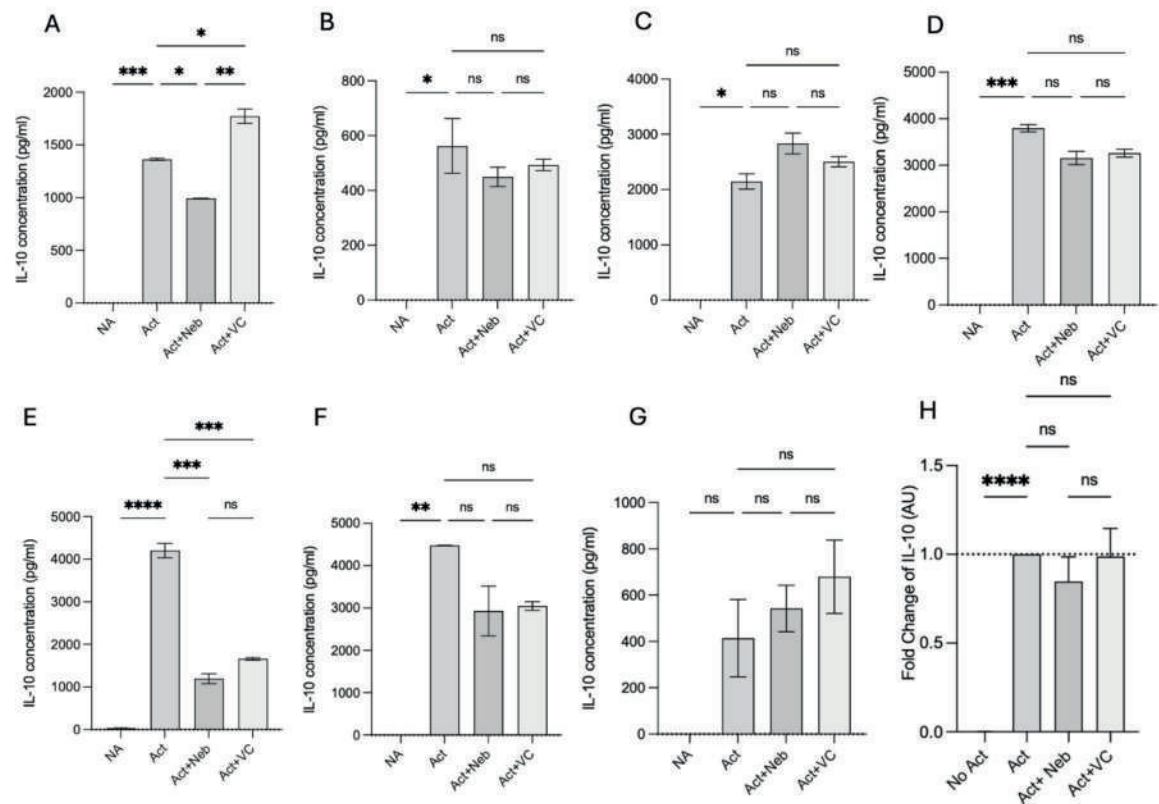 A
*
*** * **
IL-10 concentration (pg/ml)
2000
1500
1000
500
0
NA Act Act+Neb Act+VC
B
ns
* ns ns
IL-10 concentration (pg/ml)
800
600
400
200
0
NA Act Act+Neb Act+VC
C
ns
* ns ns
IL-10 concentration (pg/ml)
4000
3000
2000
1000
0
NA Act Act+Neb Act+VC
D
ns
*** ns ns
IL-10 concentration (pg/ml)
5000
4000
3000
2000
1000
0
NA Act Act+Neb Act+VC
E
***
***
**** ns
IL-10 concentration (pg/ml)
5000
4000
3000
2000
1000
0
NA Act Act+Neb Act+VC
F
ns
** ns ns
IL-10 concentration (pg/ml)
5000
4000
3000
2000
1000
0
NA Act Act+Neb Act+VC
G
ns
ns ns ns
IL-10 concentration (pg/ml)
1000
800
600
400
200
0
NA Act Act+Neb Act+VC
H
ns
ns
**** ns
Fold Change of IL-10 (AU)
1.5
1.0
0.5
0.0
No Act Act Act+ Neb Act+VC